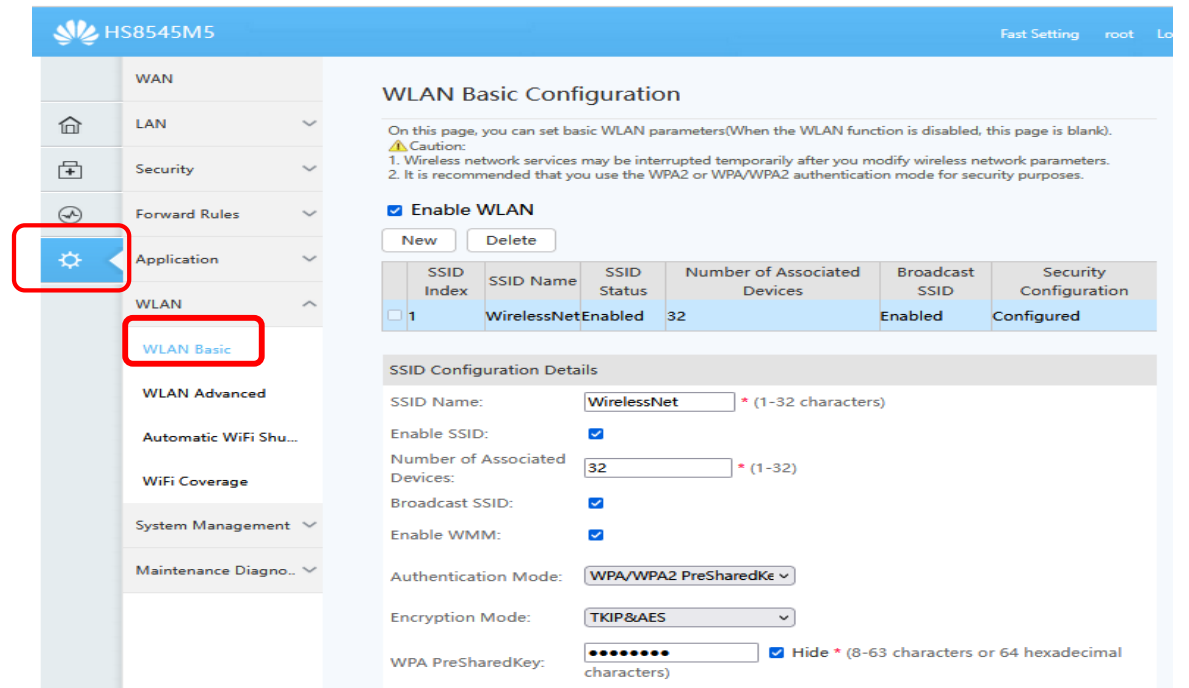 HS8545M5
Fast Setting root Lo
WAN
LAN
Security
Forward Rules
Application
WLAN
WLAN Basic
WLAN Advanced
Automatic WiFi Shu...
WiFi Coverage
System Management
Maintenance Diagno..
WLAN Basic Configuration
On this page, you can set basic WLAN parameters(When the WLAN function is disabled, this page is blank).
Caution:
1. Wireless network services may be interrupted temporarily after you modify wireless network parameters.
2. It is recommended that you use the WPA2 or WPA/WPA2 authentication mode for security purposes.
Enable WLAN
New Delete
SSID Index SSID Name SSID Status Number of Associated Devices Broadcast SSID Security Configuration
1 WirelessNet Enabled 32 Enabled Configured
SSID Configuration Details
SSID Name: WirelessNet * (1-32 characters)
Enable SSID:
Number of Associated
Devices: 32 * (1-32)
Broadcast SSID:
Enable WMM:
Authentication Mode: WPA/WPA2 PreSharedKe
Encryption Mode: TKIP&AES
WPA PreSharedKey: ●●●●●●●● Hide * (8-63 characters or 64 hexadecimal
characters)